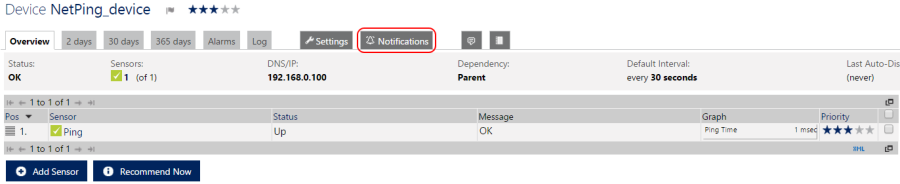 Device NetPing_device
Overview 2 days 30 days 365 days Alarms Log Settings Notifications
Status: Sensors: DNS/IP: Dependency: Default Interval: Last Auto-Dis
OK 1 (of 1) 192.168.0.100 Parent every 30 seconds (never)
1 to 1 of 1
Pos Sensor Status Message Graph Priority
1. Ping Up OK Ping Time 1 msec
1 to 1 of 1
Add Sensor Recommend Now